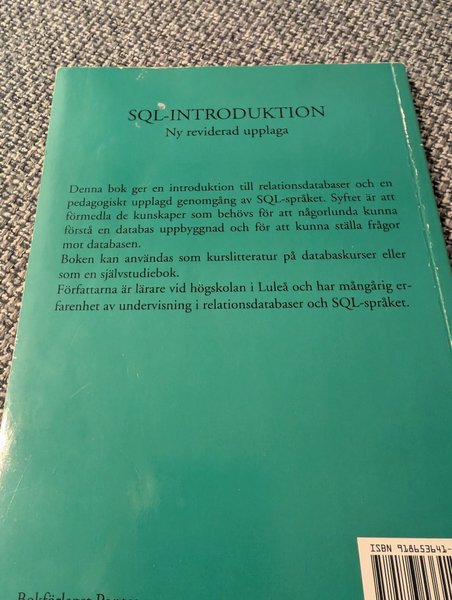 SQL-INTRODUKTION
Ny reviderad upplaga
Denna bok ger en introduktion till relationsdatabaser och en
pedagogiskt upplagd genomgång av SQL-språket. Syftet är att
förmedla de kunskaper som behövs för att någorlunda kunna
förstå en databas uppbyggnad och för att kunna ställa frågor
mot databasen.
Boken kan användas som kurslitteratur på databaskurser eller
som en självstudiebok.
Författarna är lärare vid högskolan i Luleå och har mångårig er-
farenhet av undervisning i relationsdatabaser och SQL-språket.
ISBN 918653641-
Bokförlaget